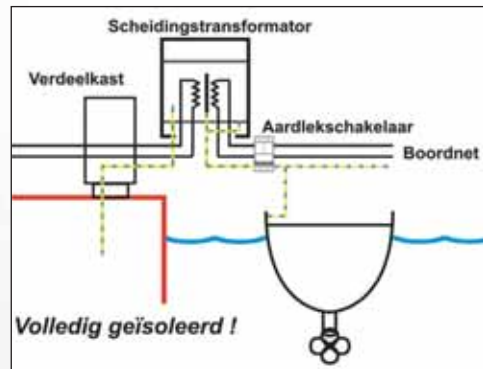 Scheidingstransformator
Verdeelkast
Aardlekschakelaar
Boordnet
Volledig geïsoleerd !